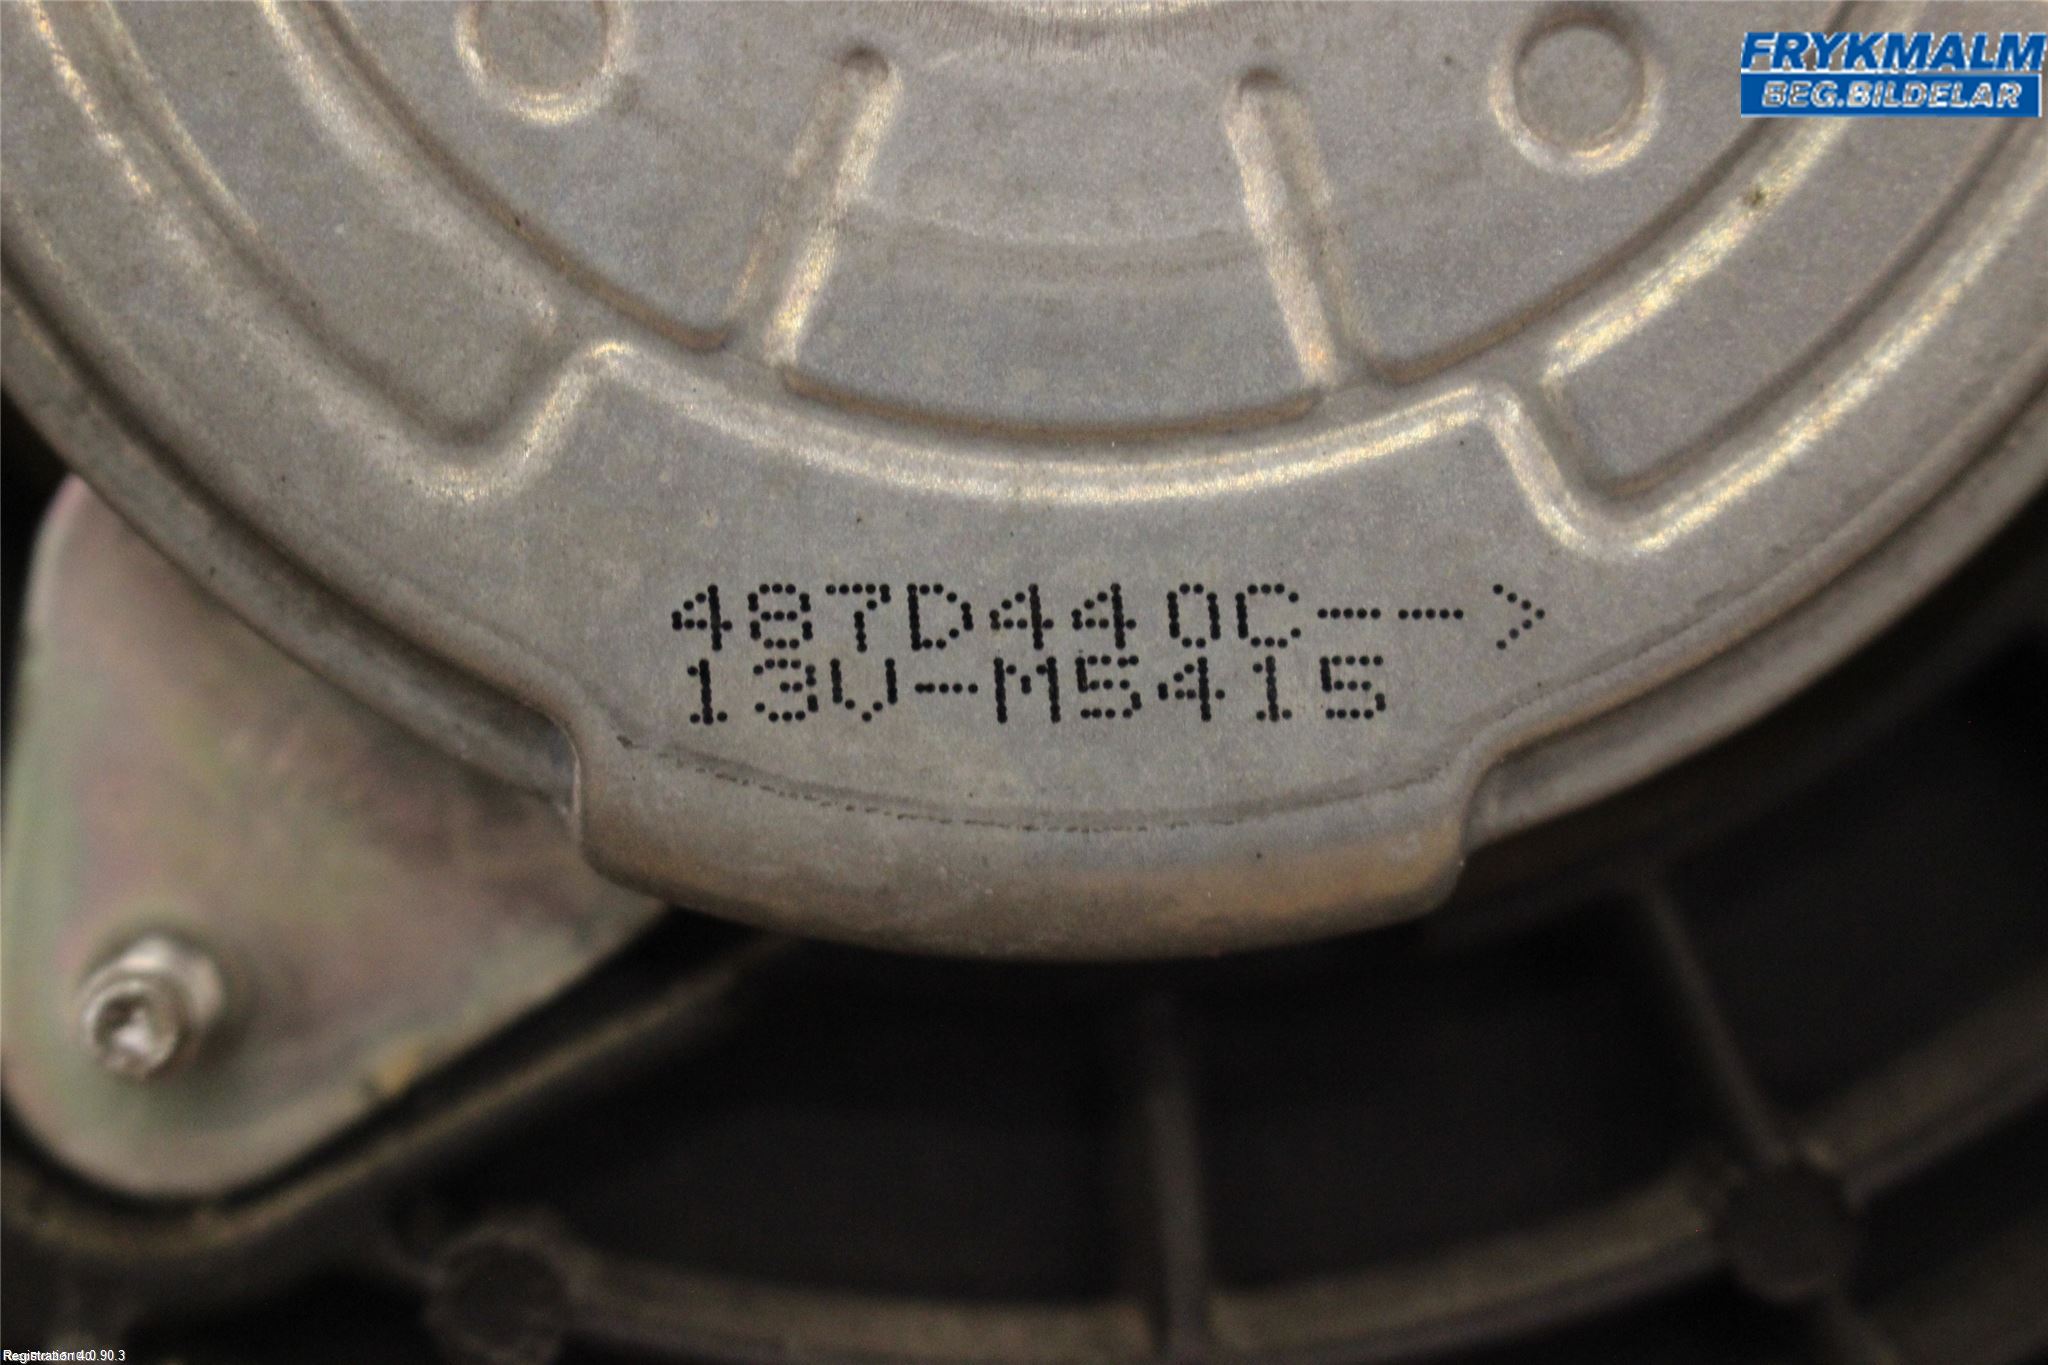 FRYKMALM
BEG.BILDELAR
487D440C-->
13V-M5415